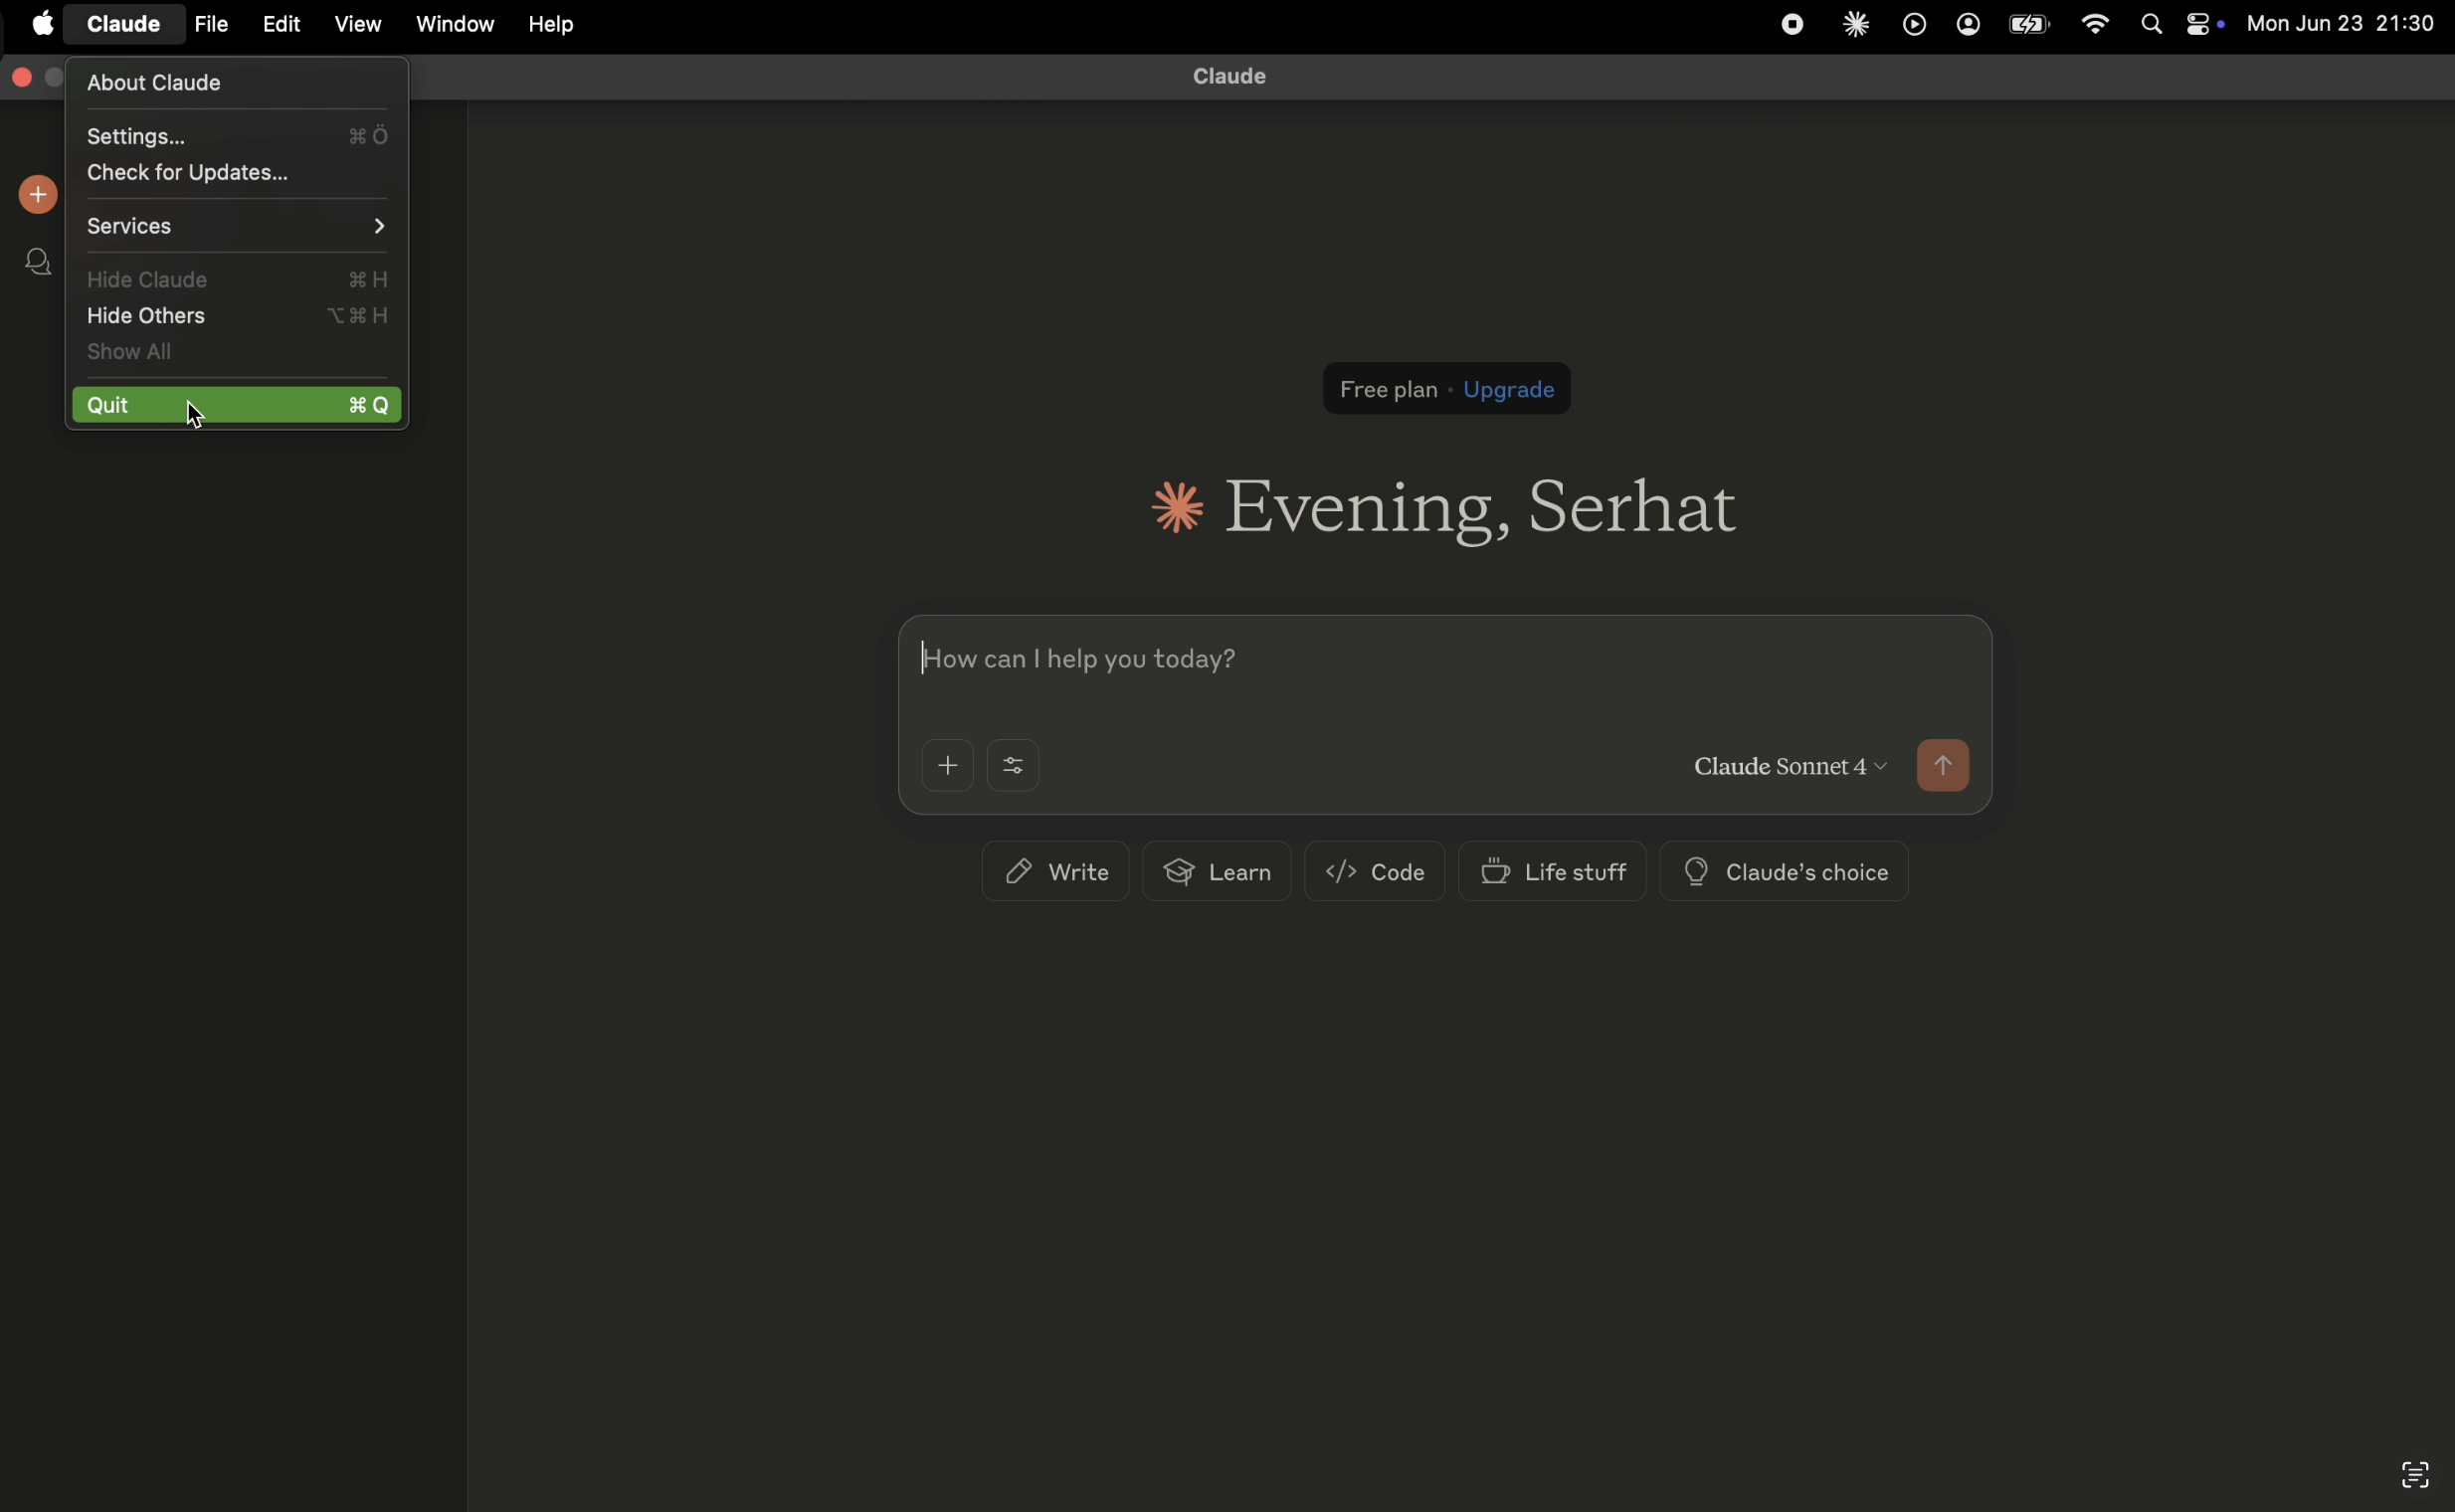 Claude File Edit View Window Help Mon Jun 23 21:30
Claude
About Claude
Settings... ⌘ Ö
Check for Updates...
Services
Hide Claude ⌘ H
Hide Others ⌥ ⌘ H
Show All
Quit ⌘ Q
Free plan · Upgrade
Evening, Serhat
How can I help you today?
Claude Sonnet 4
Write Learn </> Code Life stuff Claude's choice